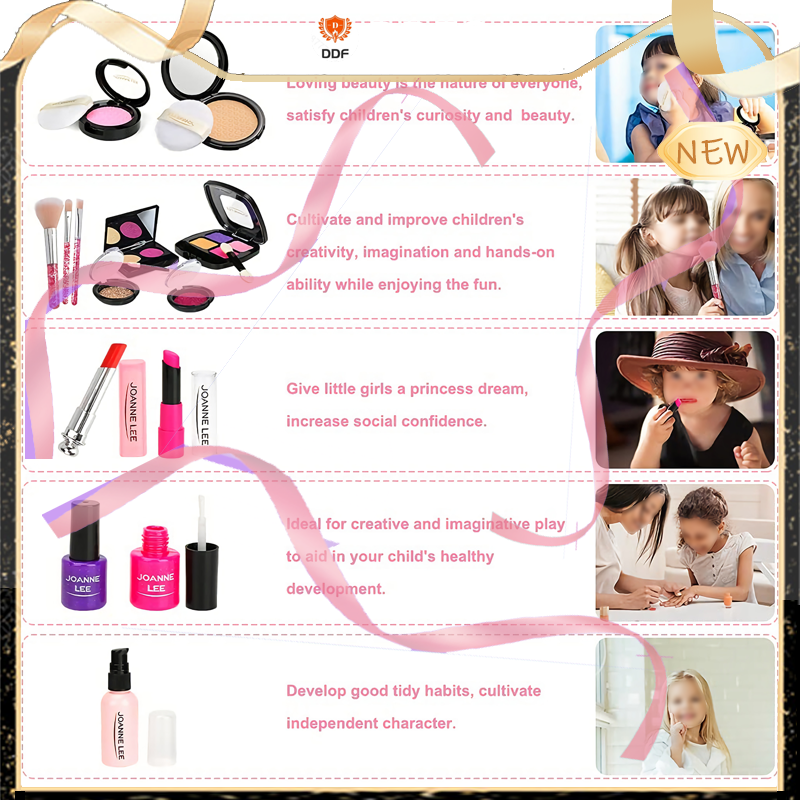 DDF
Loving beauty is the nature of everyone,
satisfy children's curiosity and beauty.
NEW
Cultivate and improve children's
creativity, imagination and hands-on
ability while enjoying the fun.
JOANNE LEE
JOANNE LEE
Give little girls a princess dream,
increase social confidence.
JOANNE
LEE
JOANNE
LEE
Ideal for creative and imaginative play
to aid in your child's healthy
development.
JOANNE LEE
Develop good tidy habits, cultivate
independent character.